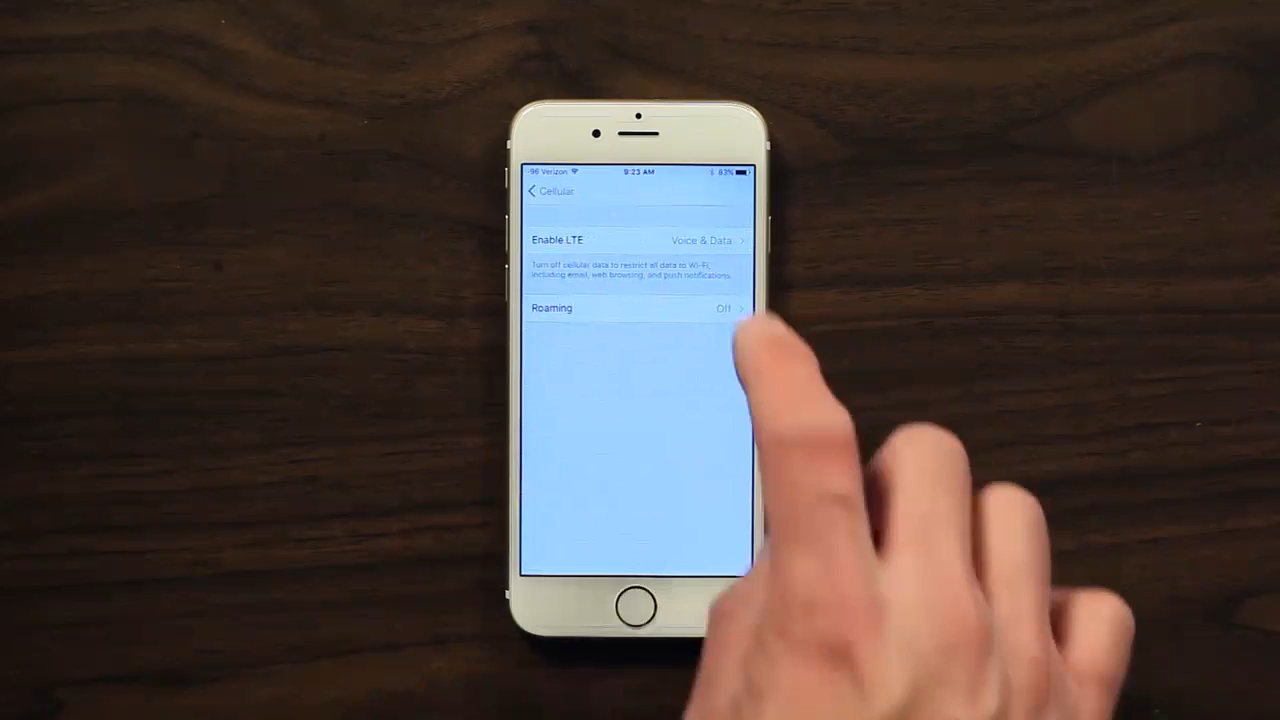 -96 Verizon 9:23 AM 83%
Cellular
Enable LTE Voice & Data
Turn off cellular data to restrict all data to Wi-Fi,
including email, web browsing, and push notifications.
Roaming Off